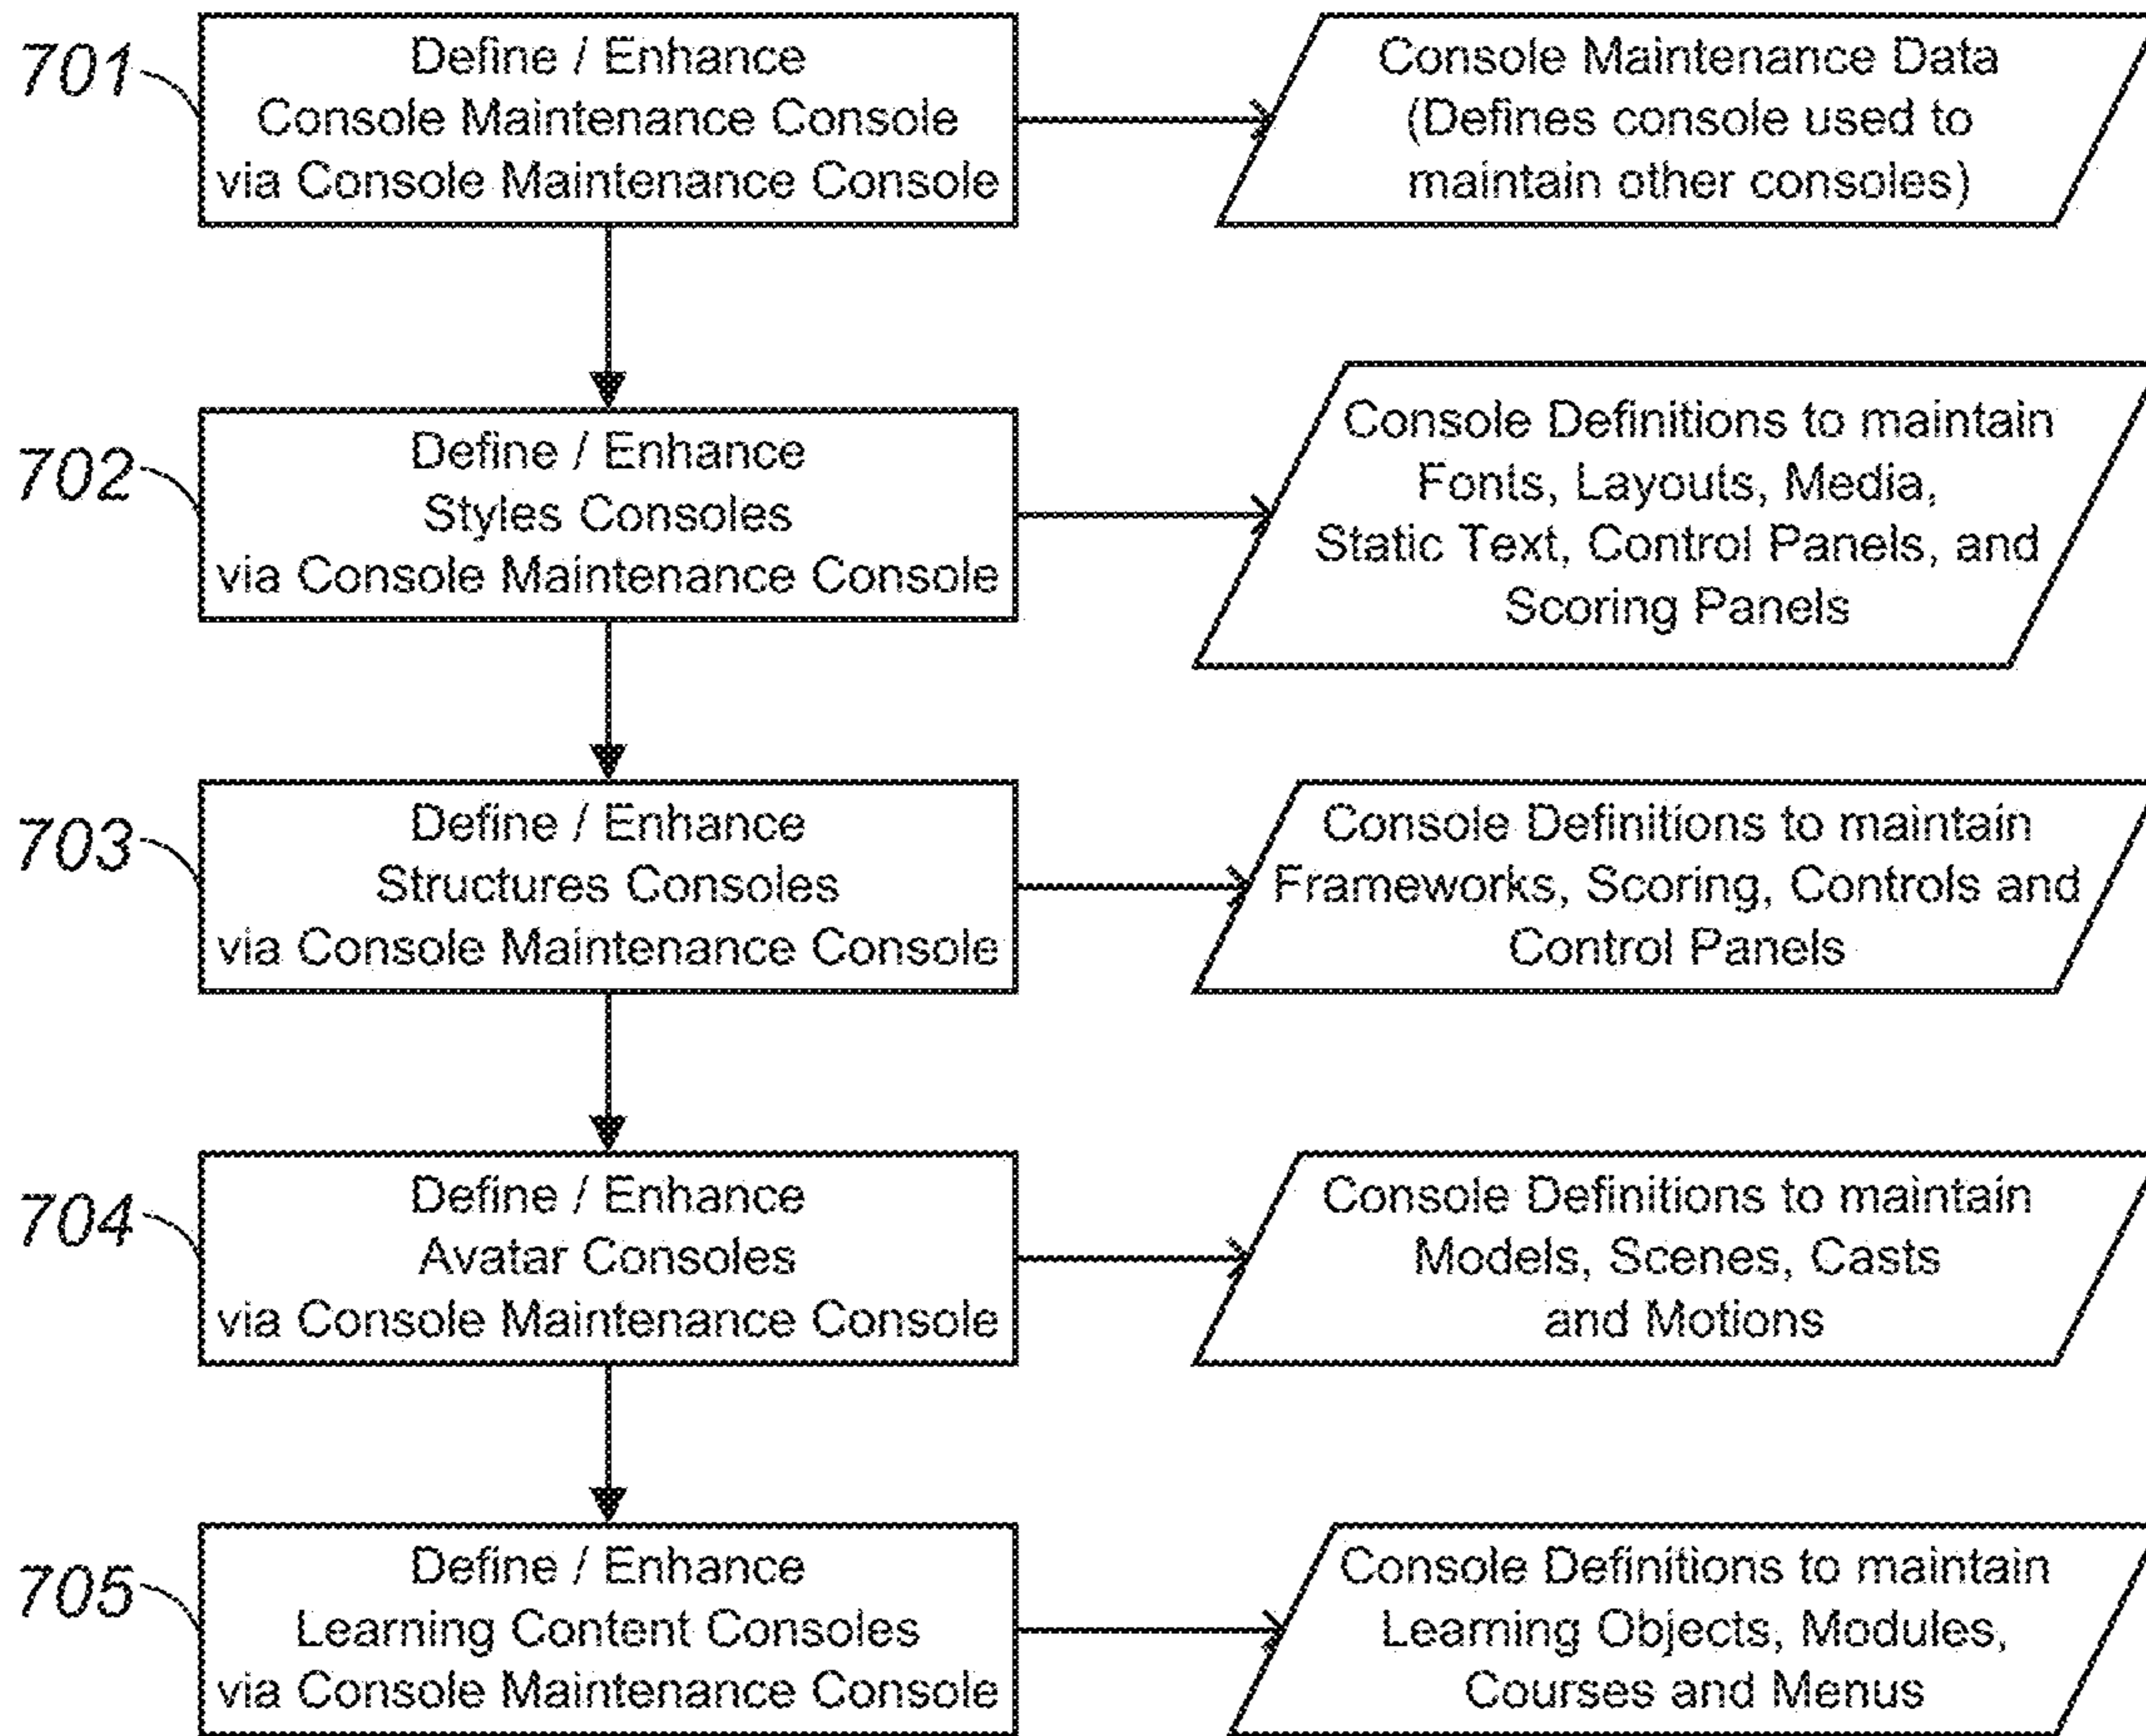 701
Define / Enhance
Console Maintenance Console
via Console Maintenance Console
Console Maintenance Data
(Defines console used to
maintain other consoles)
702
Define / Enhance
Styles Consoles
via Console Maintenance Console
Console Definitions to maintain
Fonts, Layouts, Media,
Static Text, Control Panels, and
Scoring Panels
703
Define / Enhance
Structures Consoles
via Console Maintenance Console
Console Definitions to maintain
Frameworks, Scoring, Controls and
Control Panels
704
Define / Enhance
Avatar Consoles
via Console Maintenance Console
Console Definitions to maintain
Models, Scenes, Casts
and Motions
705
Define / Enhance
Learning Content Consoles
via Console Maintenance Console
Console Definitions to maintain
Learning Objects, Modules,
Courses and Menus